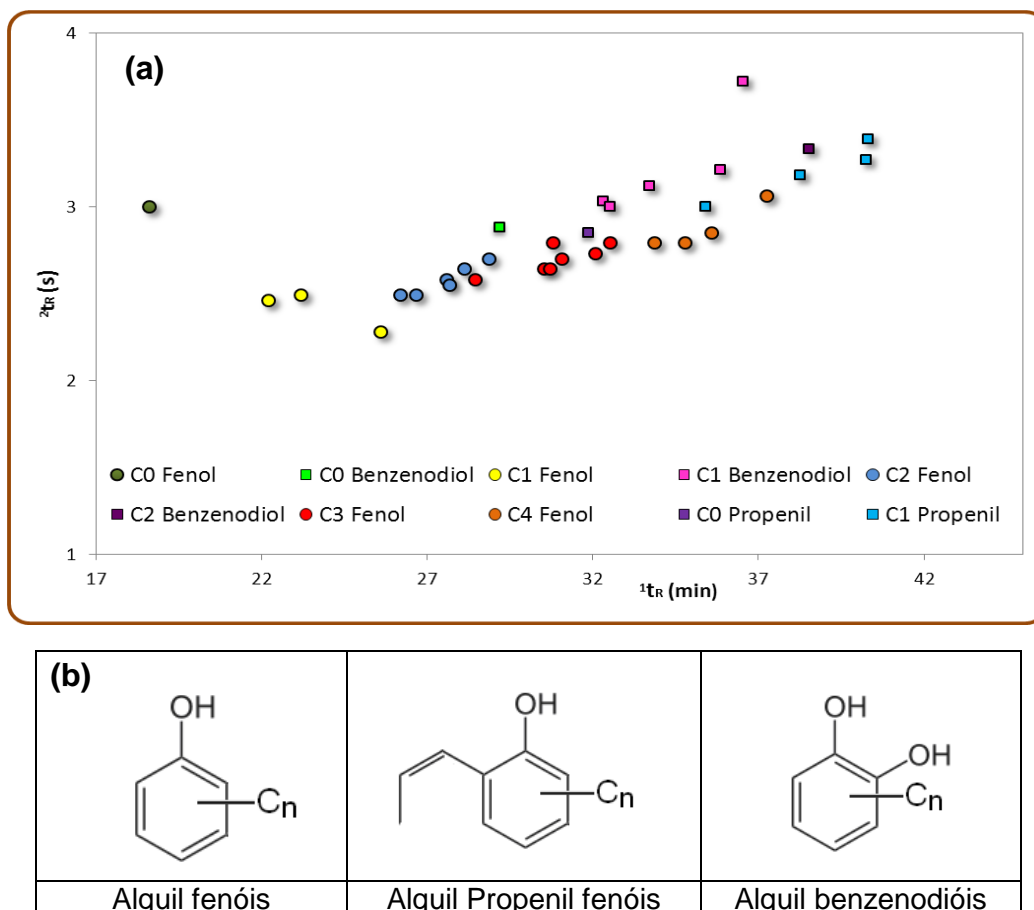 4
(a)
3
²tR (s)
2
C0 Fenol C0 Benzenodiol C1 Fenol C1 Benzenodiol C2 Fenol
C2 Benzenodiol C3 Fenol C4 Fenol C0 Propenil C1 Propenil
1
17 22 27 32 37 42
¹tR (min)
(b)
OH OH OH
OH
Cn Cn Cn
Alquil fenóis Alquil Propenil fenóis Alquil benzenodióis